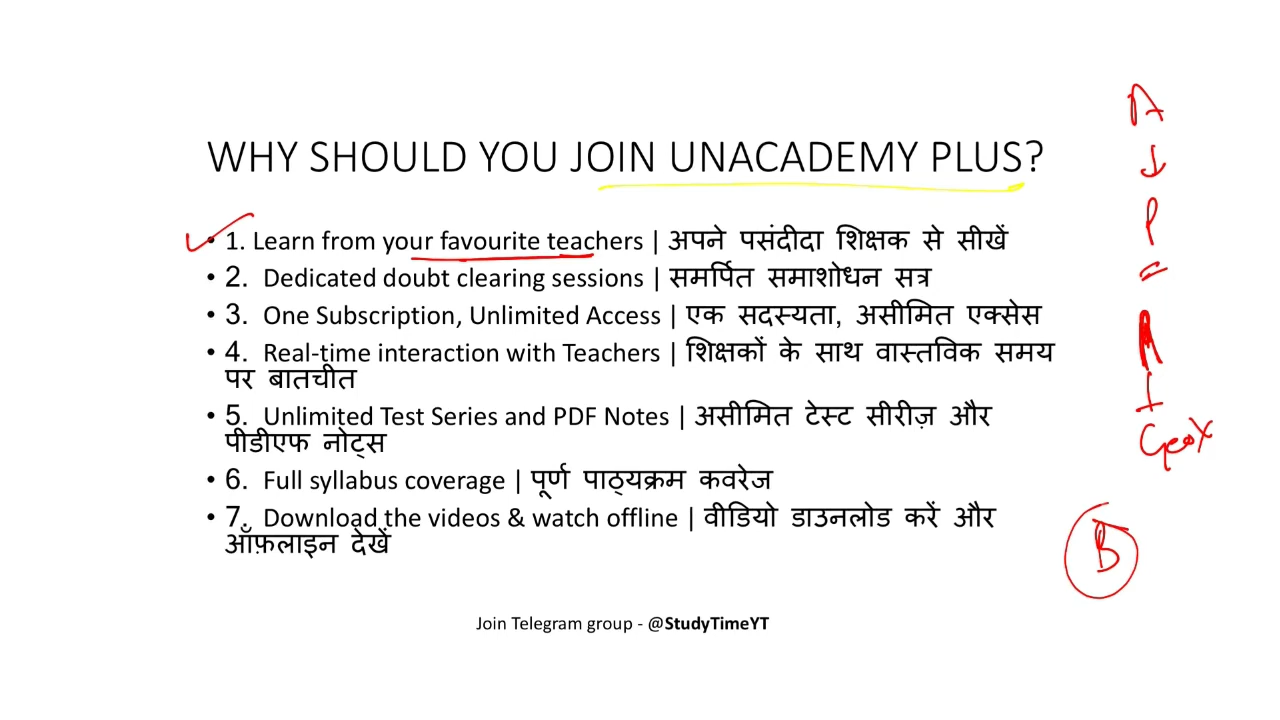 WHY SHOULD YOU JOIN UNACADEMY PLUS?
• 1. Learn from your favourite teachers | अपने पसंदीदा शिक्षक से सीखें
• 2. Dedicated doubt clearing sessions | समर्पित समाशोधन सत्र
• 3. One Subscription, Unlimited Access | एक सदस्यता, असीमित एक्सेस
• 4. Real-time interaction with Teachers | शिक्षकों के साथ वास्तविक समय
पर बातचीत
• 5. Unlimited Test Series and PDF Notes | असीमित टेस्ट सीरीज़ और
पीडीएफ नोट्स
• 6. Full syllabus coverage | पूर्ण पाठ्यक्रम कवरेज
• 7. Download the videos & watch offline | वीडियो डाउनलोड करें और
ऑफ़लाइन देखें
Join Telegram group - @StudyTimeYT
A
P
B